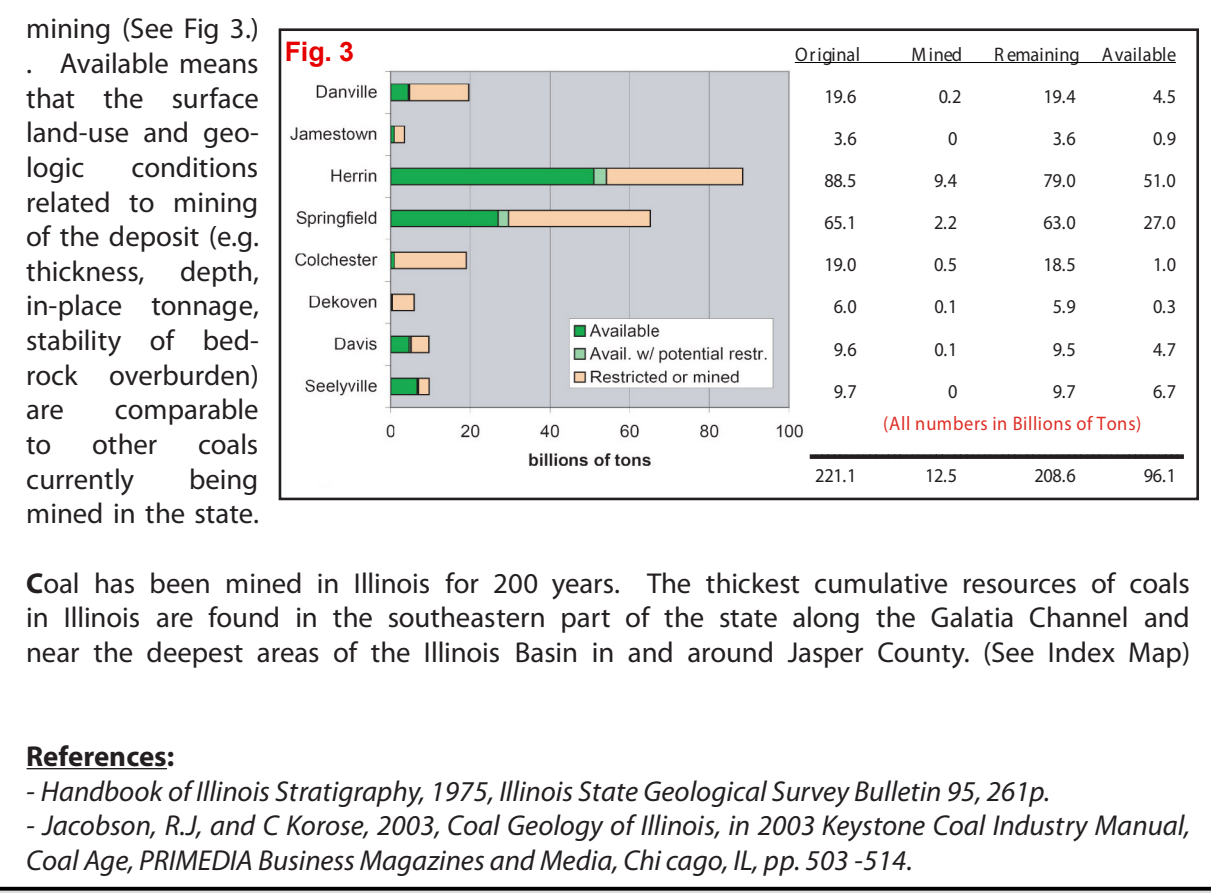 mining (See Fig 3.)
. Available means
that the surface
land-use and geo-
logic conditions
related to mining
of the deposit (e.g.
thickness, depth,
in-place tonnage,
stability of bed-
rock overburden)
are comparable
to other coals
currently being
mined in the state.
Fig. 3
Original Mined Remaining Available
Danville 19.6 0.2 19.4 4.5
Jamestown 3.6 0 3.6 0.9
Herrin 88.5 9.4 79.0 51.0
Springfield 65.1 2.2 63.0 27.0
Colchester 19.0 0.5 18.5 1.0
Dekoven 6.0 0.1 5.9 0.3
Davis 9.6 0.1 9.5 4.7
Seelyville 9.7 0 9.7 6.7
Available
Avail. w/ potential restr.
Restricted or mined
0 20 40 60 80 100
billions of tons
(All numbers in Billions of Tons)
221.1 12.5 208.6 96.1
Coal has been mined in Illinois for 200 years. The thickest cumulative resources of coals
in Illinois are found in the southeastern part of the state along the Galatia Channel and
near the deepest areas of the Illinois Basin in and around Jasper County. (See Index Map)
References:
- Handbook of Illinois Stratigraphy, 1975, Illinois State Geological Survey Bulletin 95, 261p.
- Jacobson, R.J, and C Korose, 2003, Coal Geology of Illinois, in 2003 Keystone Coal Industry Manual,
Coal Age, PRIMEDIA Business Magazines and Media, Chi cago, IL, pp. 503 -514.